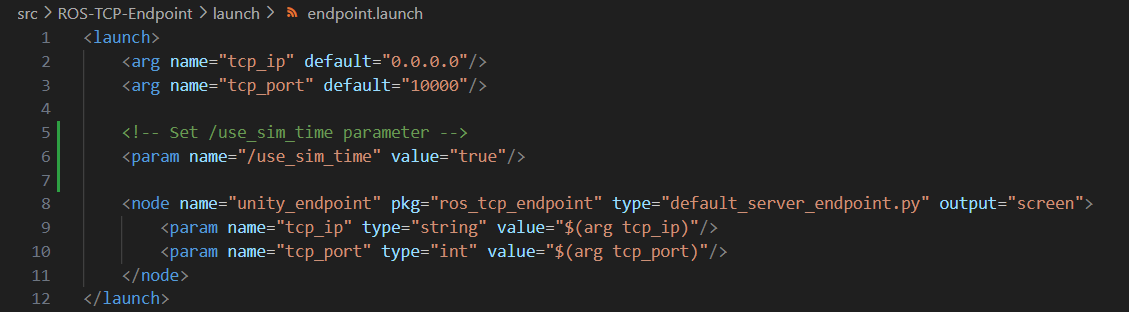 src > ROS-TCP-Endpoint > launch > endpoint.launch
1 <launch>
2     <arg name="tcp_ip" default="0.0.0.0"/>
3     <arg name="tcp_port" default="10000"/>
4
5     <!-- Set /use_sim_time parameter -->
6     <param name="/use_sim_time" value="true"/>
7
8     <node name="unity_endpoint" pkg="ros_tcp_endpoint" type="default_server_endpoint.py" output="screen">
9         <param name="tcp_ip" type="string" value="$(arg tcp_ip)"/>
10         <param name="tcp_port" type="int" value="$(arg tcp_port)"/>
11     </node>
12 </launch>